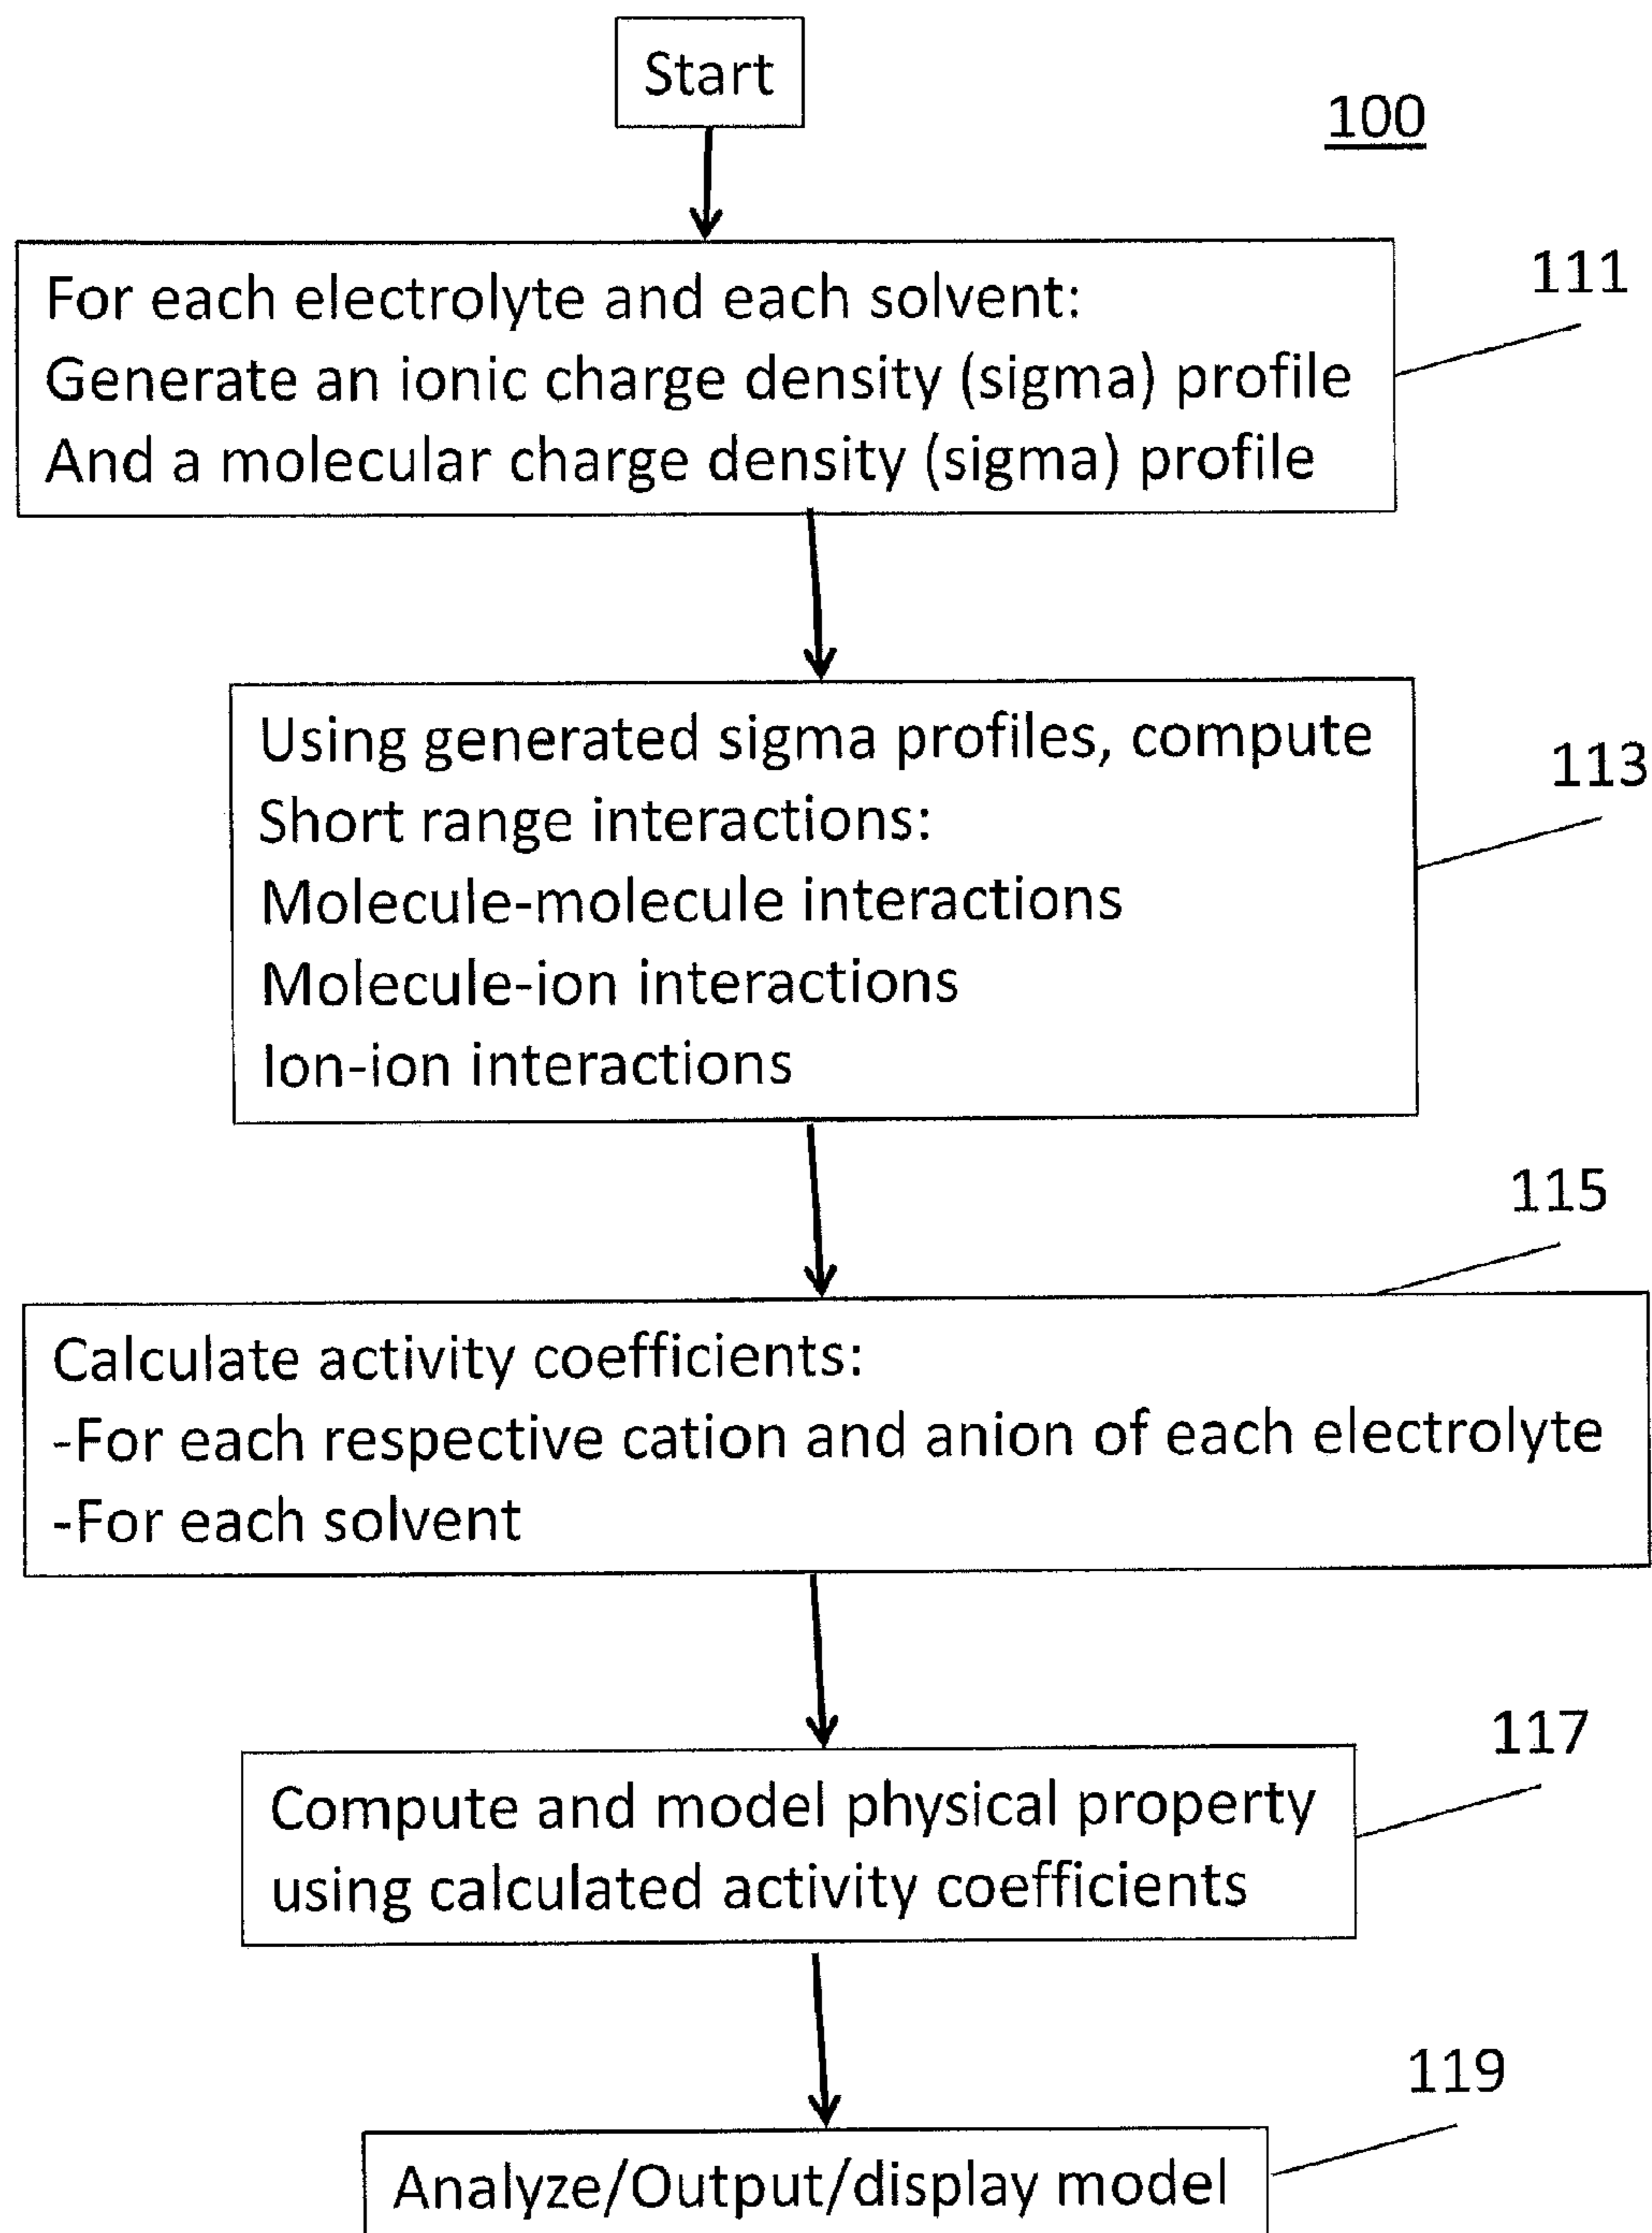 Start
100
For each electrolyte and each solvent:
111
Generate an ionic charge density (sigma) profile
And a molecular charge density (sigma) profile
Using generated sigma profiles, compute
113
Short range interactions:
Molecule-molecule interactions
Molecule-ion interactions
Ion-ion interactions
115
Calculate activity coefficients:
-For each respective cation and anion of each electrolyte
-For each solvent
117
Compute and model physical property
using calculated activity coefficients
119
Analyze/Output/display model